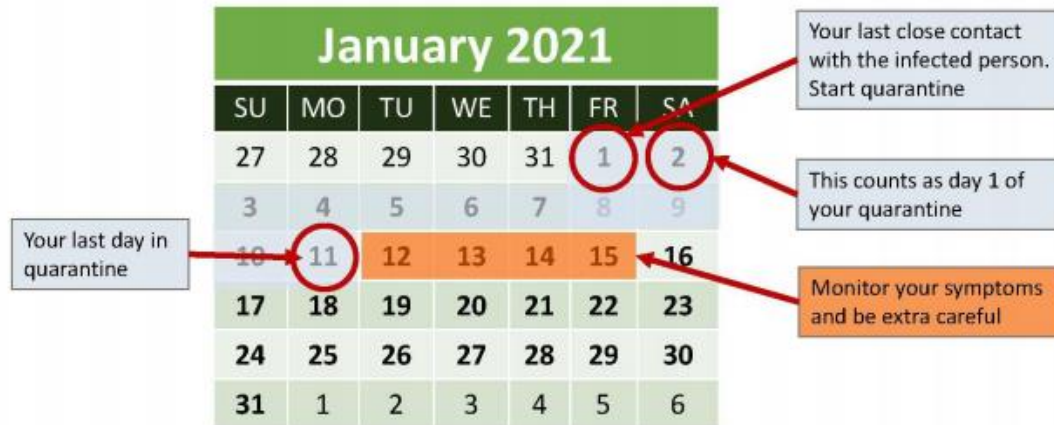 January 2021
SU MO TU WE TH FR SA
27 28 29 30 31 1 2
3 4 5 6 7 8 9
10 11 12 13 14 15 16
17 18 19 20 21 22 23
24 25 26 27 28 29 30
31 1 2 3 4 5 6
Your last close contact
with the infected person.
Start quarantine
This counts as day 1 of
your quarantine
Your last day in
quarantine
Monitor your symptoms
and be extra careful